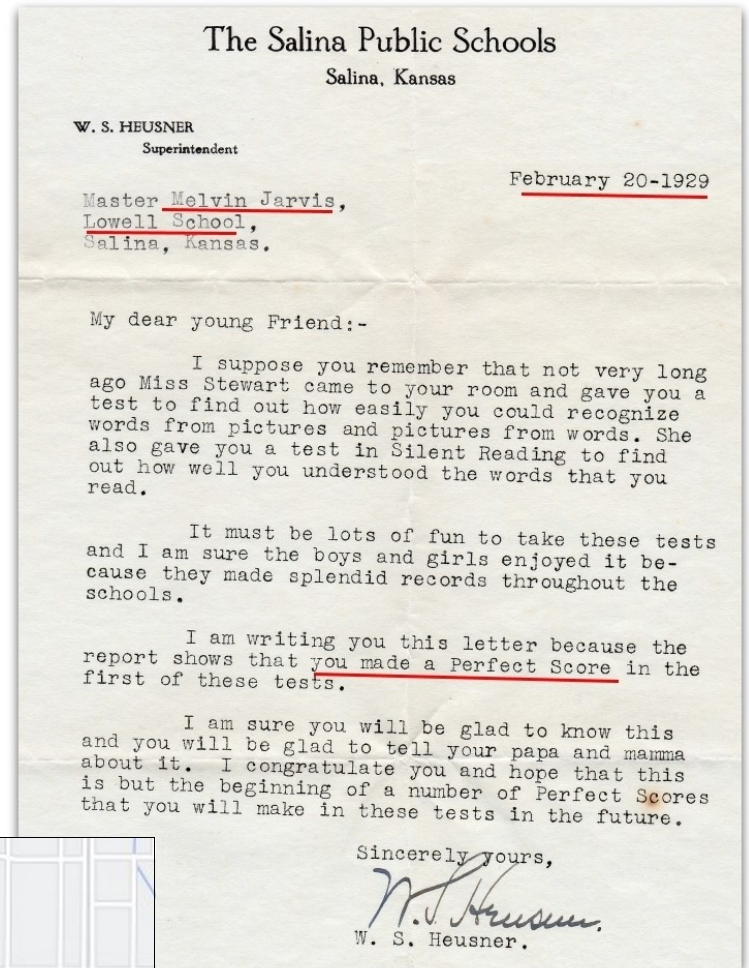 The Salina Public Schools
Salina, Kansas
W. S. HEUSNER
Superintendent
February 20-1929
Master Melvin Jarvis,
Lowell School,
Salina, Kansas.
My dear young Friend:-
I suppose you remember that not very long
ago Miss Stewart came to your room and gave you a
test to find out how easily you could recognize
words from pictures and pictures from words. She
also gave you a test in Silent Reading to find
out how well you understood the words that you
read.
It must be lots of fun to take these tests
and I am sure the boys and girls enjoyed it be-
cause they made splendid records throughout the
schools.
I am writing you this letter because the
report shows that you made a Perfect Score in the
first of these tests.
I am sure you will be glad to know this
and you will be glad to tell your papa and mamma
about it. I congratulate you and hope that this
is but the beginning of a number of Perfect Scores
that you will make in these tests in the future.
Sincerely yours,
W. S. Heusner.
W. S. Heusner.